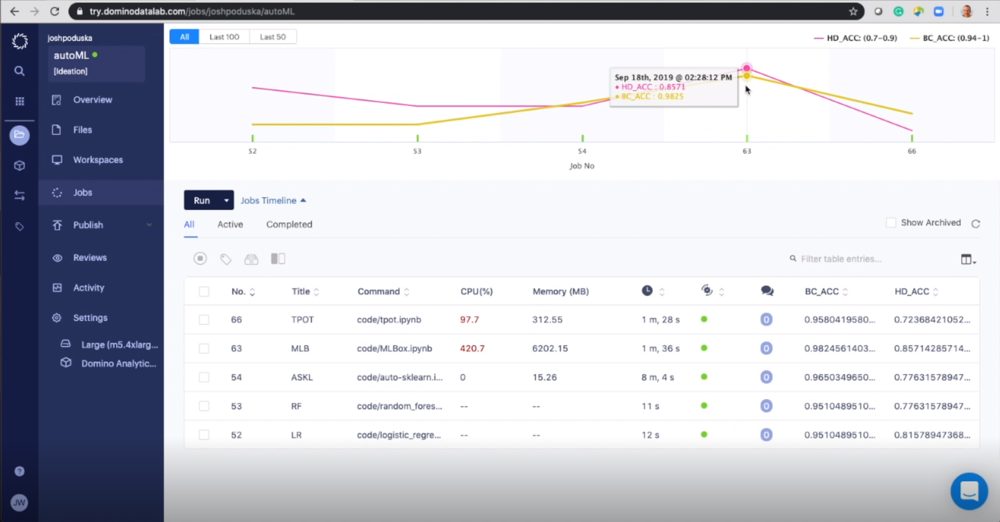 try.dominodatalab.com/jobs/joshpoduska/autoML
joshpoduska
autoML
[Ideation]
Overview
Files
Workspaces
Jobs
Publish
Reviews
Activity
Settings
Large (m5.4xlarg...
Domino Analytic...
JW
All Last 100 Last 50
HD_ACC: (0.7-0.9) BC_ACC: (0.94-1)
Sep 18th, 2019 @ 02:28:12 PM
• HD_ACC : 0.8571
• BC_ACC : 0.9825
52 53 54 63 66
Job No
Run Jobs Timeline
All Active Completed
Show Archived
Filter table entries...
No. Title Command CPU(%) Memory (MB) BC_ACC HD_ACC
66 TPOT code/tpot.ipynb 97.7 312.55 1 m, 28 s 0 0.9580419580... 0.72368421052...
63 MLB code/MLBox.ipynb 420.7 6202.15 1 m, 36 s 0 0.9824561403... 0.85714285714...
54 ASKL code/auto-sklearn.i... 0 15.26 8 m, 4 s 0 0.9650349650... 0.77631578947...
53 RF code/random_fores... -- -- 11 s 0 0.9510489510... 0.77631578947...
52 LR code/logistic_regre... -- -- 12 s 0 0.9510489510... 0.81578947368...